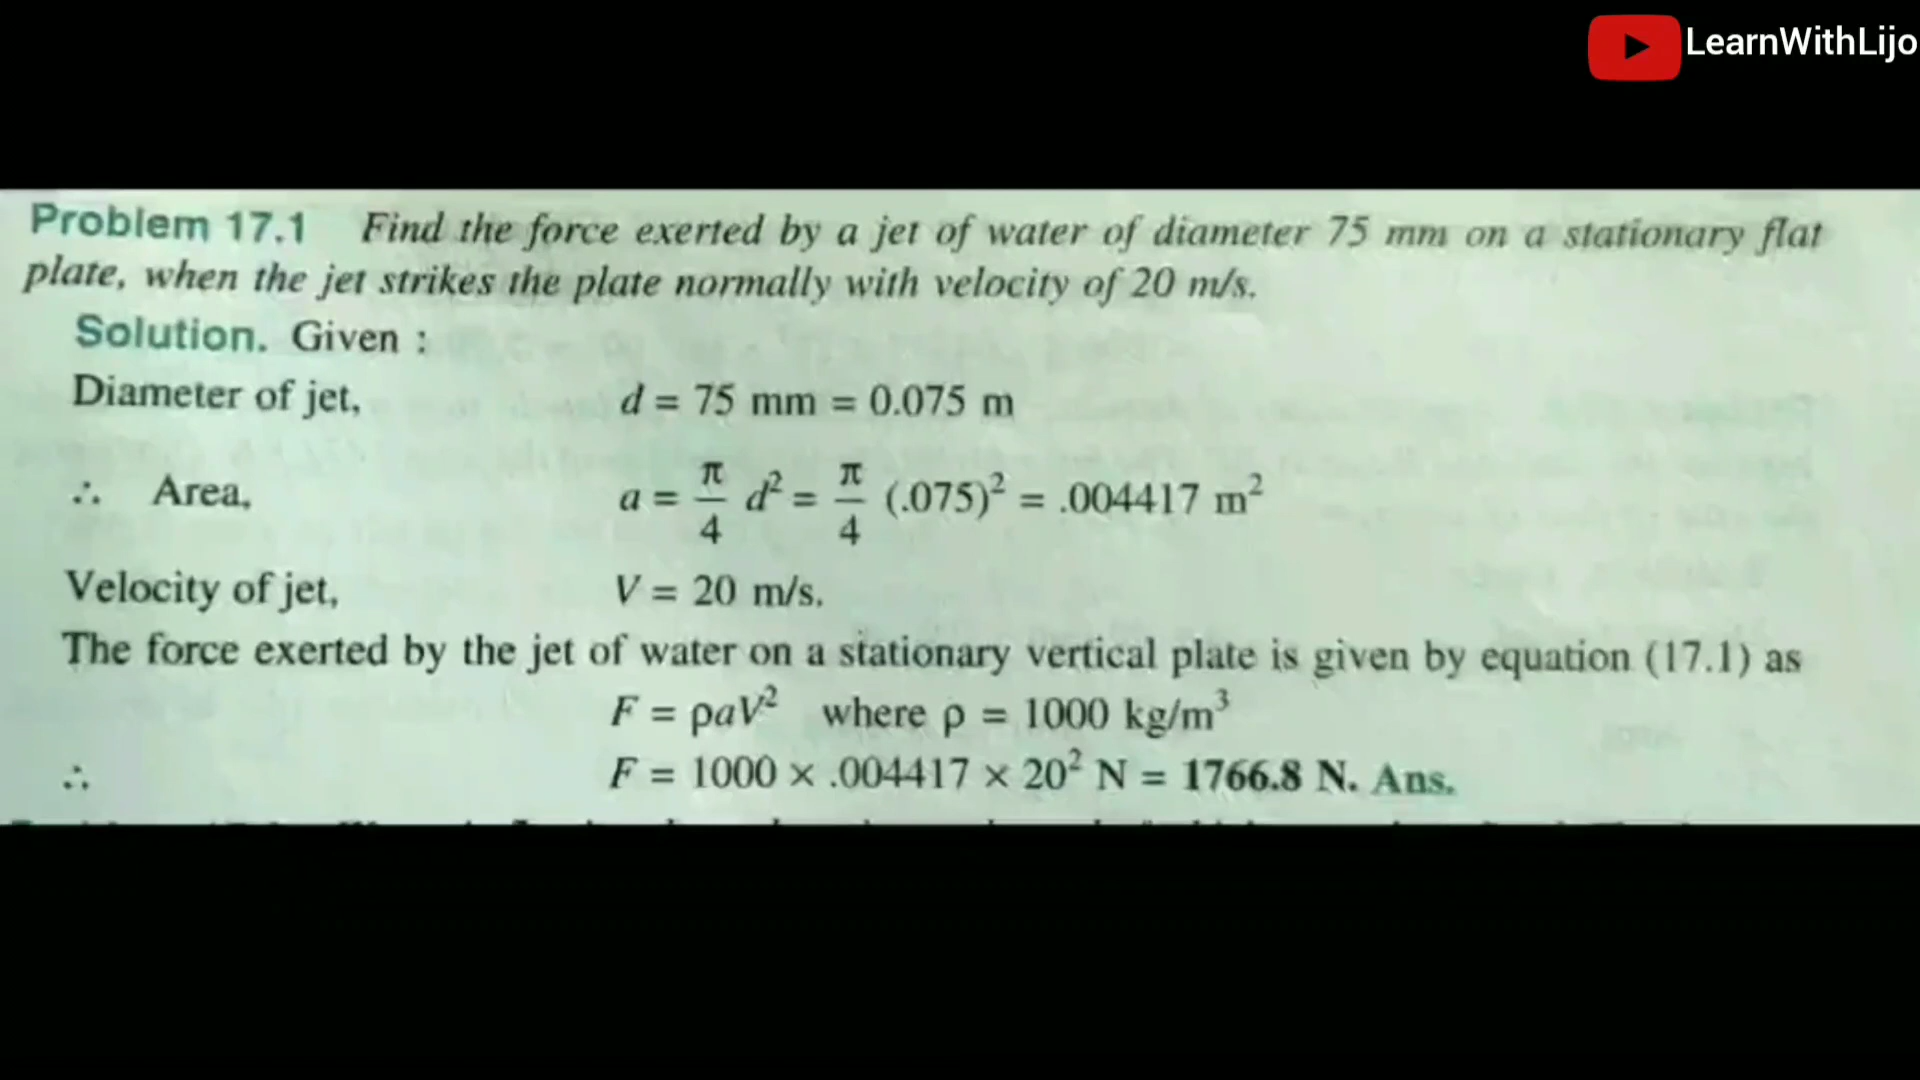 LearnWithLijo
Problem 17.1 Find the force exerted by a jet of water of diameter 75 mm on a stationary flat
plate, when the jet strikes the plate normally with velocity of 20 m/s.
Solution. Given :
Diameter of jet, d = 75 mm = 0.075 m
∴ Area, a = π/4 d² = π/4 (.075)² = .004417 m²
Velocity of jet, V = 20 m/s.
The force exerted by the jet of water on a stationary vertical plate is given by equation (17.1) as
F = ρaV² where ρ = 1000 kg/m³
∴ F = 1000 × .004417 × 20² N = 1766.8 N. Ans.